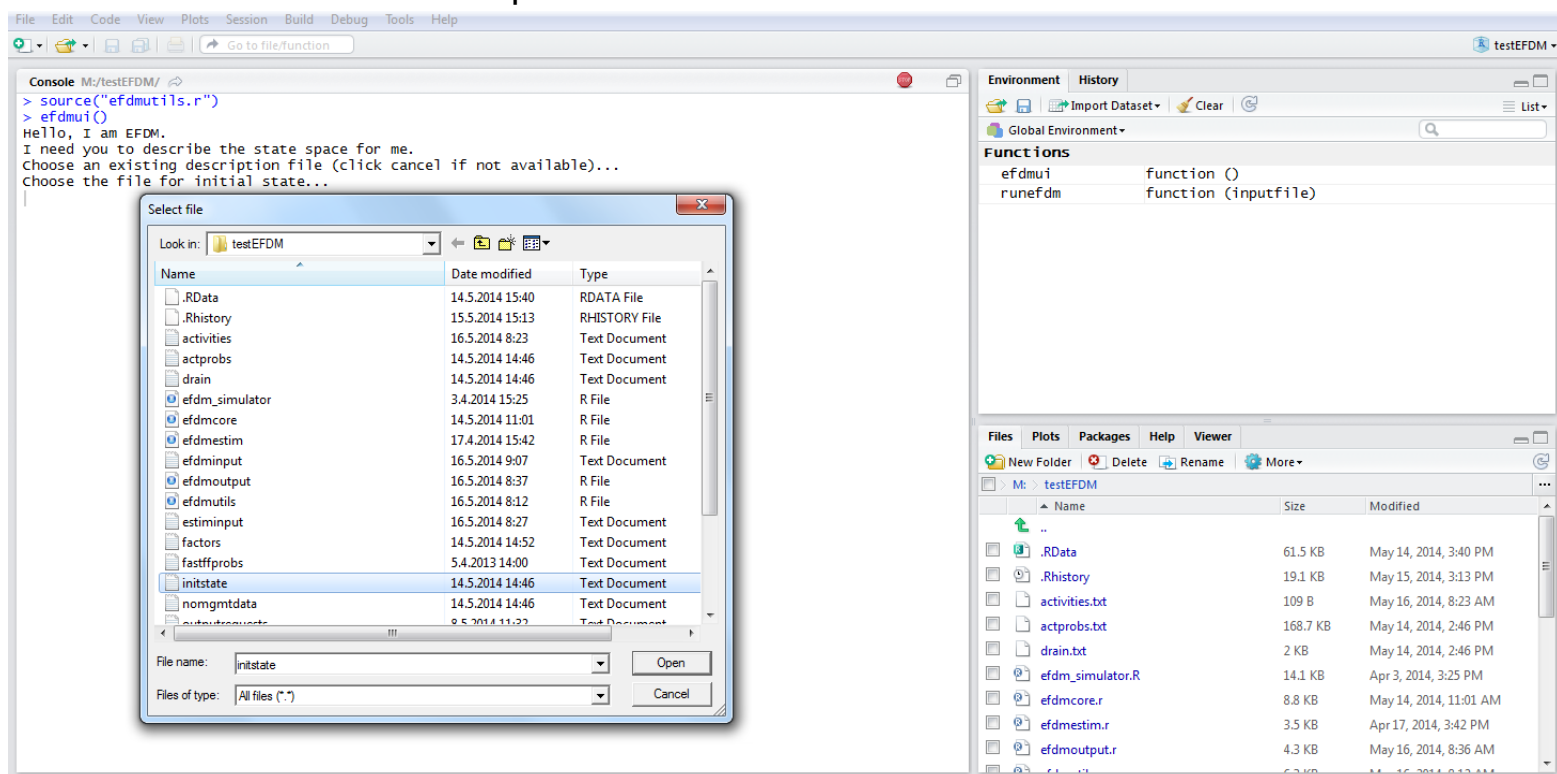 File Edit Code View Plots Session Build Debug Tools Help
Go to file/function
testEFDM
Console M:/testEFDM/
> source("efdmutils.r")
> efdmui()
Hello, I am EFDM.
I need you to describe the state space for me.
Choose an existing description file (click cancel if not available)...
Choose the file for initial state...
Select file
Look in: testEFDM
Name Date modified Type
.RData 14.5.2014 15:40 RDATA File
.Rhistory 15.5.2014 15:13 RHISTORY File
activities 16.5.2014 8:23 Text Document
actprobs 14.5.2014 14:46 Text Document
drain 14.5.2014 14:46 Text Document
efdm_simulator 3.4.2014 15:25 R File
efdmcore 14.5.2014 11:01 R File
efdmestim 17.4.2014 15:42 R File
efdminput 16.5.2014 9:07 Text Document
efdmoutput 16.5.2014 8:37 R File
efdmutils 16.5.2014 8:12 R File
estiminput 16.5.2014 8:27 Text Document
factors 14.5.2014 14:52 Text Document
fastffprobs 5.4.2013 14:00 Text Document
initstate 14.5.2014 14:46 Text Document
nomgmtdata 14.5.2014 14:46 Text Document
outputrequests 8.5.2014 11:32 Text Document
File name: initstate Open
Files of type: All files (*.*) Cancel
Environment History
Import Dataset Clear List
Global Environment
Functions
efdmui function ()
runefdm function (inputfile)
Files Plots Packages Help Viewer
New Folder Delete Rename More
M: > testEFDM ...
Name Size Modified
..
.RData 61.5 KB May 14, 2014, 3:40 PM
.Rhistory 19.1 KB May 15, 2014, 3:13 PM
activities.txt 109 B May 16, 2014, 8:23 AM
actprobs.txt 168.7 KB May 14, 2014, 2:46 PM
drain.txt 2 KB May 14, 2014, 2:46 PM
efdm_simulator.R 14.1 KB Apr 3, 2014, 3:25 PM
efdmcore.r 8.8 KB May 14, 2014, 11:01 AM
efdmestim.r 3.5 KB Apr 17, 2014, 3:42 PM
efdmoutput.r 4.3 KB May 16, 2014, 8:36 AM